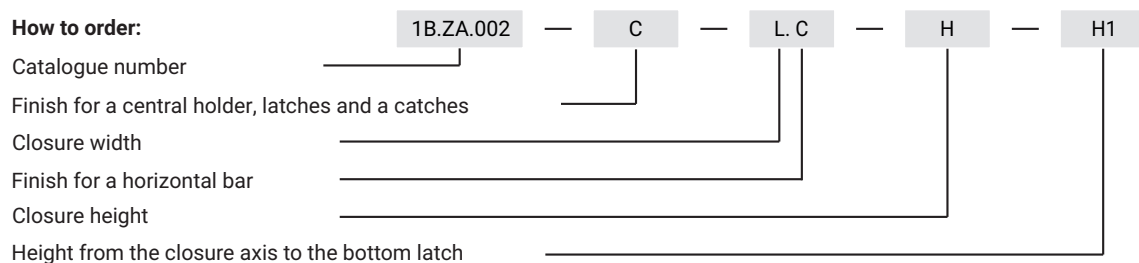 How to order: 1B.ZA.002 — C — L. C — H — H1
Catalogue number
Finish for a central holder, latches and a catches
Closure width
Finish for a horizontal bar
Closure height
Height from the closure axis to the bottom latch